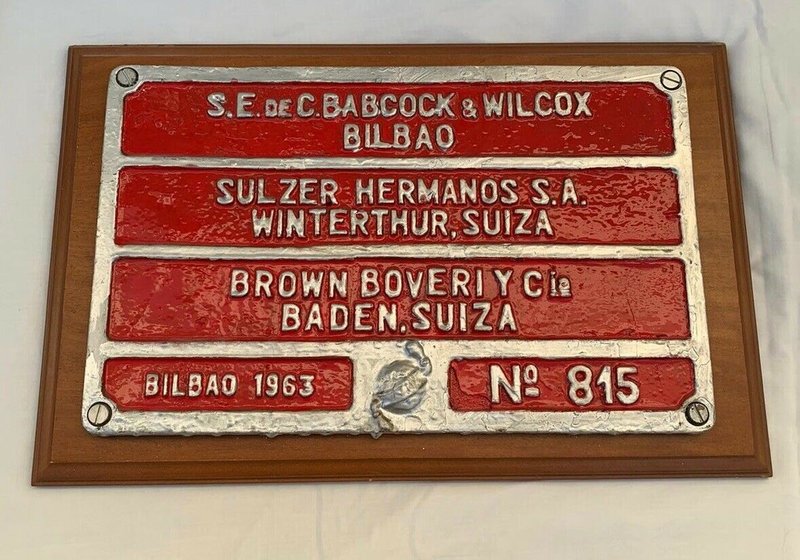 S.E. DE C. BABCOCK & WILCOX
BILBAO
SULZER HERMANOS S.A.
WINTERTHUR, SUIZA
BROWN BOVERI Y Cia
BADEN, SUIZA
BILBAO 1963
Nº 815